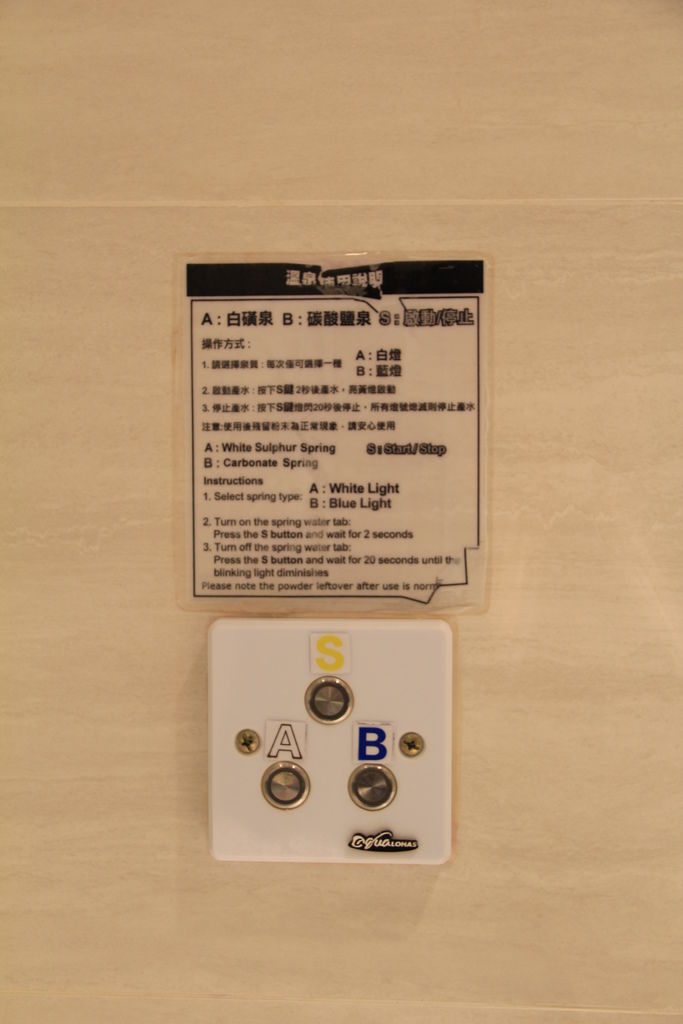 溫泉使用說明
A：白磺泉 B：碳酸鹽泉 S：啟動/停止
操作方式：
1. 請選擇泉質：每次僅可選擇一種
A：白燈
B：藍燈
2. 啟動產水：按下S鍵2秒後產水，亮黃燈啟動
3. 停止產水：按下S鍵燈閃20秒後停止，所有燈號熄滅則停止產水
注意:使用後殘留粉末為正常現象，請安心使用
A : White Sulphur Spring S : Start / Stop
B : Carbonate Spring
Instructions
1. Select spring type: A : White Light
B : Blue Light
2. Turn on the spring water tab:
Press the S button and wait for 2 seconds
3. Turn off the spring water tab:
Press the S button and wait for 20 seconds until the
blinking light diminishes
Please note the powder leftover after use is norm
S
A B
aquaLOHAS